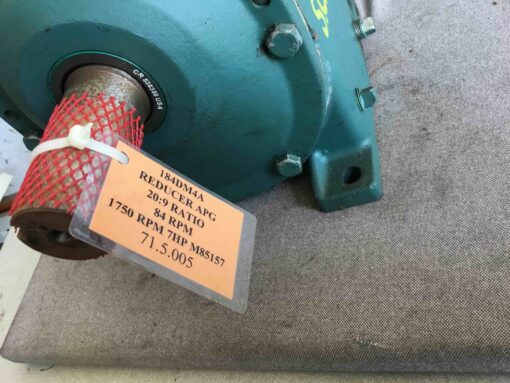 184DM4A
REDUCER APG
20:9 RATIO
84 RPM
1750 RPM 7HP M85157
71.5.005